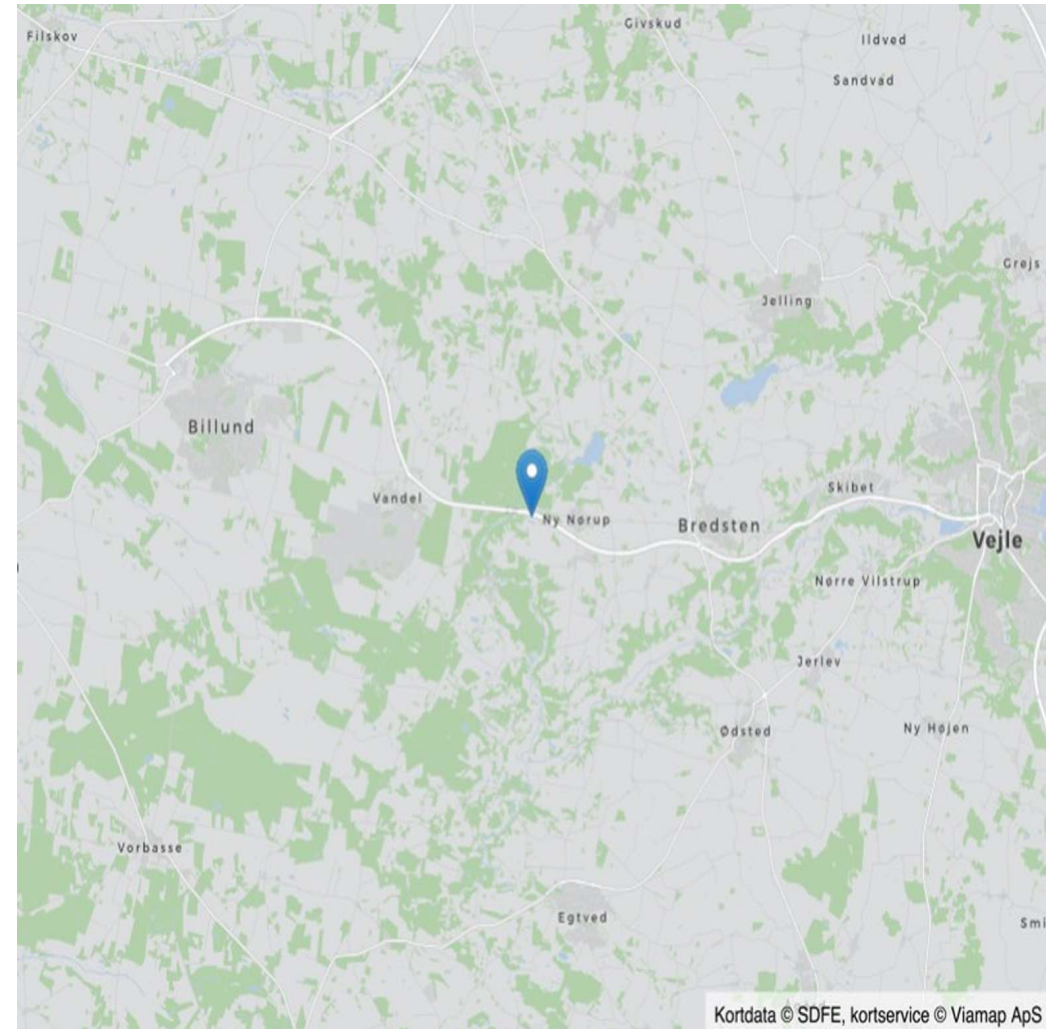 Givskud
Filskov
Ildved
Sandvad
Grejs
Jelling
Billund
Skibet
Vandel
Ny Nørup
Bredsten
Vejle
Nørre Vilstrup
Jerlev
Ødsted
Ny Højen
Vorbasse
Egtved
Smi
Kortdata © SDFE, kortservice © Viamap ApS